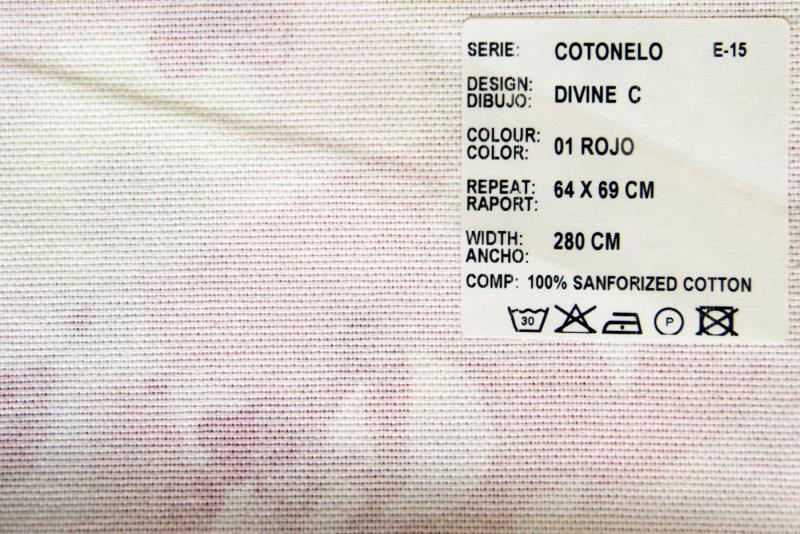 SERIE: COTONELO E-15
DESIGN:
DIBUJO: DIVINE C
COLOUR:
COLOR: 01 ROJO
REPEAT:
RAPORT: 64 X 69 CM
WIDTH:
ANCHO: 280 CM
COMP: 100% SANFORIZED COTTON
30 P